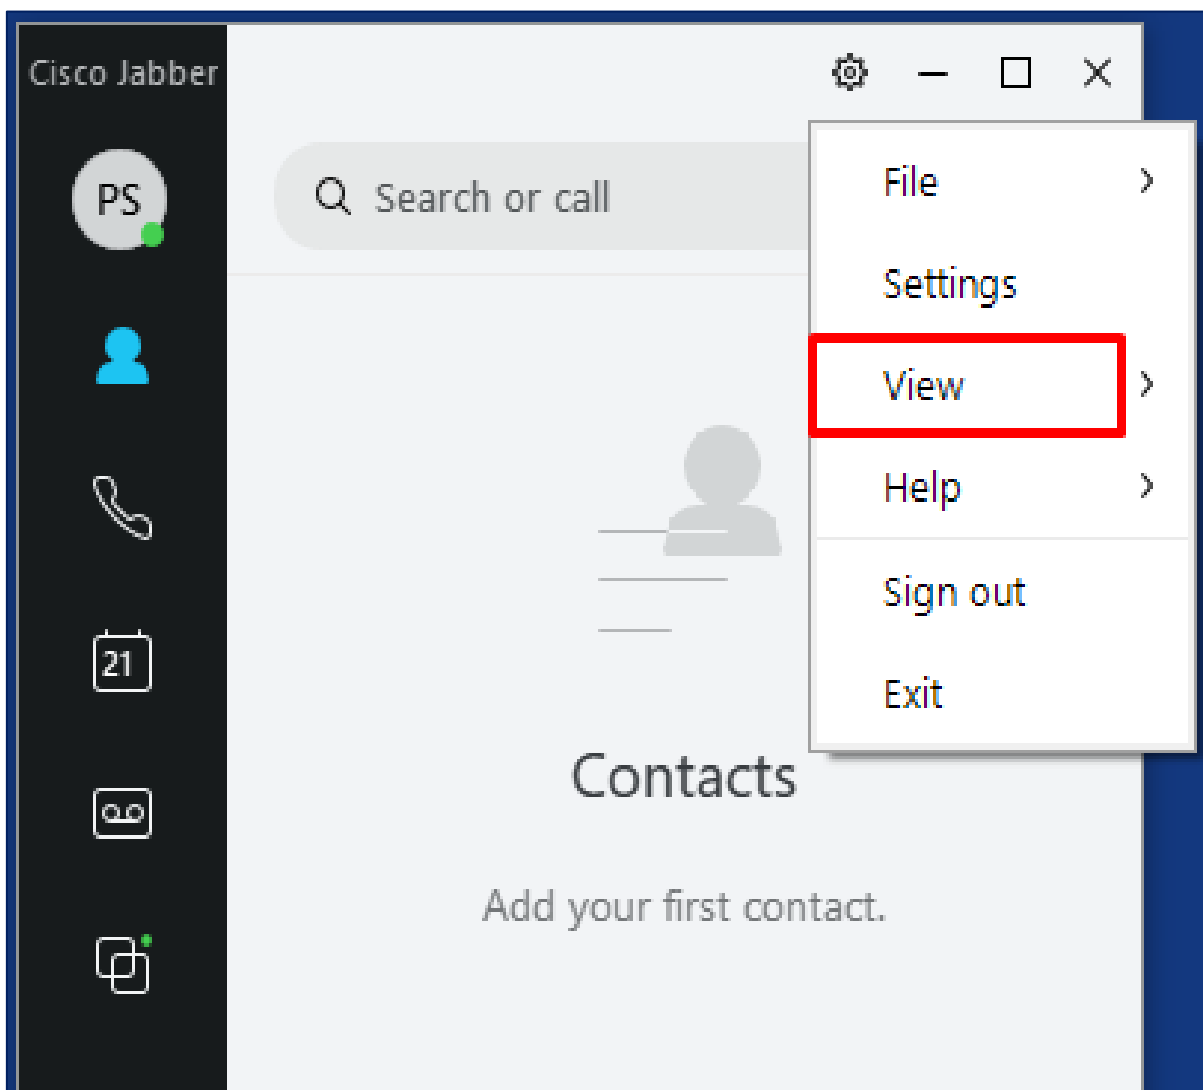 Cisco Jabber
PS
Search or call
File
Settings
View
Help
Sign out
Exit
21
Contacts
Add your first contact.